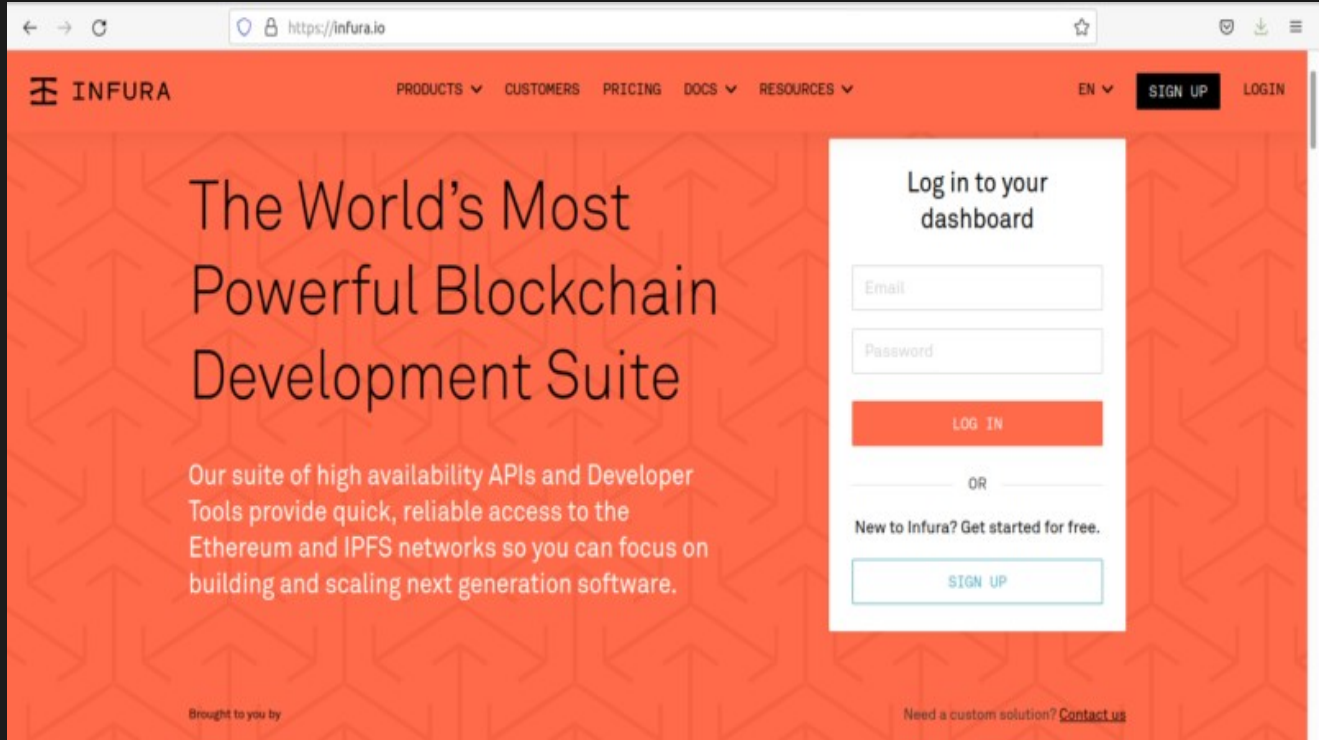 https://infura.io
INFURA
PRODUCTS CUSTOMERS PRICING DOCS RESOURCES EN SIGN UP LOGIN
The World's Most
Powerful Blockchain
Development Suite
Our suite of high availability APIs and Developer
Tools provide quick, reliable access to the
Ethereum and IPFS networks so you can focus on
building and scaling next generation software.
Brought to you by
Log in to your
dashboard
Email
Password
LOG IN
OR
New to Infura? Get started for free.
SIGN UP
Need a custom solution? Contact us